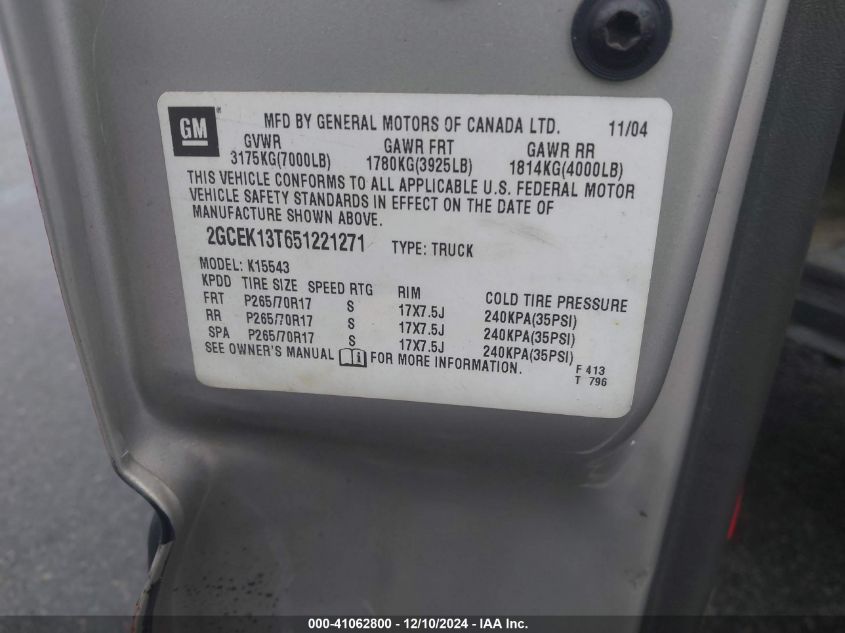 GM
MFD BY GENERAL MOTORS OF CANADA LTD. 11/04
GVWR GAWR FRT GAWR RR
3175KG(7000LB) 1780KG(3925LB) 1814KG(4000LB)
THIS VEHICLE CONFORMS TO ALL APPLICABLE U.S. FEDERAL MOTOR
VEHICLE SAFETY STANDARDS IN EFFECT ON THE DATE OF
MANUFACTURE SHOWN ABOVE.
2GCEK13T651221271 TYPE: TRUCK
MODEL: K15543
KPDD TIRE SIZE SPEED RTG RIM COLD TIRE PRESSURE
FRT P265/70R17 S 17X7.5J 240KPA(35PSI)
RR P265/70R17 S 17X7.5J 240KPA(35PSI)
SPA P265/70R17 S 17X7.5J 240KPA(35PSI)
SEE OWNER'S MANUAL FOR MORE INFORMATION.
F 413
T 796
000-41062800 - 12/10/2024 - IAA Inc.